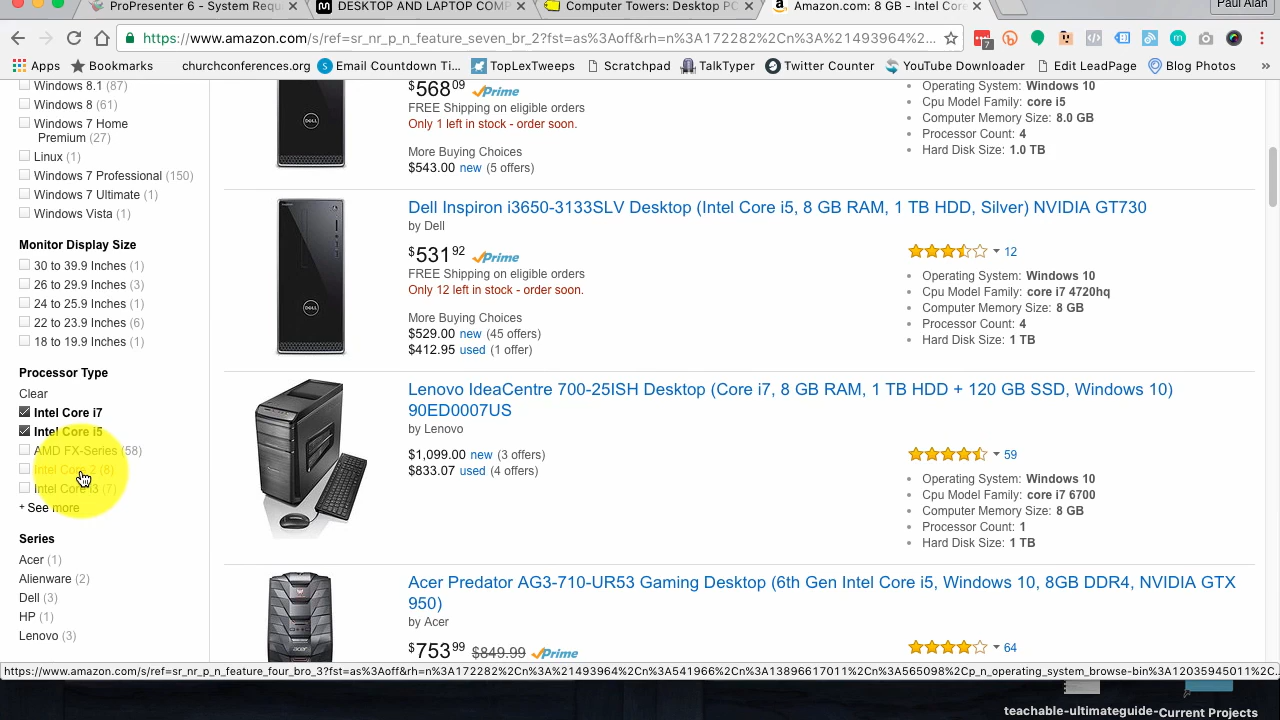 ProPresenter 6 - System Requ
DESKTOP AND LAPTOP COMP
Computer Towers: Desktop PC
Amazon.com: 8 GB - Intel Core
Paul Alan
https://www.amazon.com/s/ref=sr_nr_p_n_feature_seven_br_2?fst=as%3Aoff&rh=n%3A172282%2Cn%3A%21493964%2...
7
Apps
Bookmarks
churchconferences.org
Email Countdown Ti...
TopLexTweeps
Scratchpad
TalkTyper
Twitter Counter
YouTube Downloader
Edit LeadPage
Blog Photos
»
Windows 8.1 (87)
Windows 8 (61)
Windows 7 Home
Premium (27)
Linux (1)
Windows 7 Professional (150)
Windows 7 Ultimate (1)
Windows Vista (1)
Monitor Display Size
30 to 39.9 Inches (1)
26 to 29.9 Inches (3)
24 to 25.9 Inches (1)
22 to 23.9 Inches (6)
18 to 19.9 Inches (1)
Processor Type
Clear
Intel Core i7
Intel Core i5
AMD FX-Series (58)
Intel Core 2 (8)
Intel Core i3 (7)
+ See more
Series
Acer (1)
Alienware (2)
Dell (3)
HP (1)
Lenovo (3)
$568 09 Prime
FREE Shipping on eligible orders
Only 1 left in stock - order soon.
More Buying Choices
$543.00 new (5 offers)
Operating System: Windows 10
Cpu Model Family: core i5
Computer Memory Size: 8.0 GB
Processor Count: 4
Hard Disk Size: 1.0 TB
DELL
Dell Inspiron i3650-3133SLV Desktop (Intel Core i5, 8 GB RAM, 1 TB HDD, Silver) NVIDIA GT730
by Dell
$531 92 Prime
FREE Shipping on eligible orders
Only 12 left in stock - order soon.
More Buying Choices
$529.00 new (45 offers)
$412.95 used (1 offer)
12
Operating System: Windows 10
Cpu Model Family: core i7 4720hq
Computer Memory Size: 8 GB
Processor Count: 4
Hard Disk Size: 1 TB
DELL
Lenovo IdeaCentre 700-25ISH Desktop (Core i7, 8 GB RAM, 1 TB HDD + 120 GB SSD, Windows 10)
90ED0007US
by Lenovo
$1,099.00 new (3 offers)
$833.07 used (4 offers)
59
Operating System: Windows 10
Cpu Model Family: core i7 6700
Computer Memory Size: 8 GB
Processor Count: 1
Hard Disk Size: 1 TB
Acer Predator AG3-710-UR53 Gaming Desktop (6th Gen Intel Core i5, Windows 10, 8GB DDR4, NVIDIA GTX
950)
by Acer
$753 99 $849.99 Prime
64
acer
https://www.amazon.com/s/ref=sr_nr_p_n_feature_four_bro_3?fst=as%3Aoff&rh=n%3A172282%2Cn%3A%21493964%2Cn%3A541966%2Cn%3A13896617011%2Cn%3A565098%2Cp_n_operating_system_browse-bin%3A12035945011%2C...
teachable-ultimateguide-
Current Projects